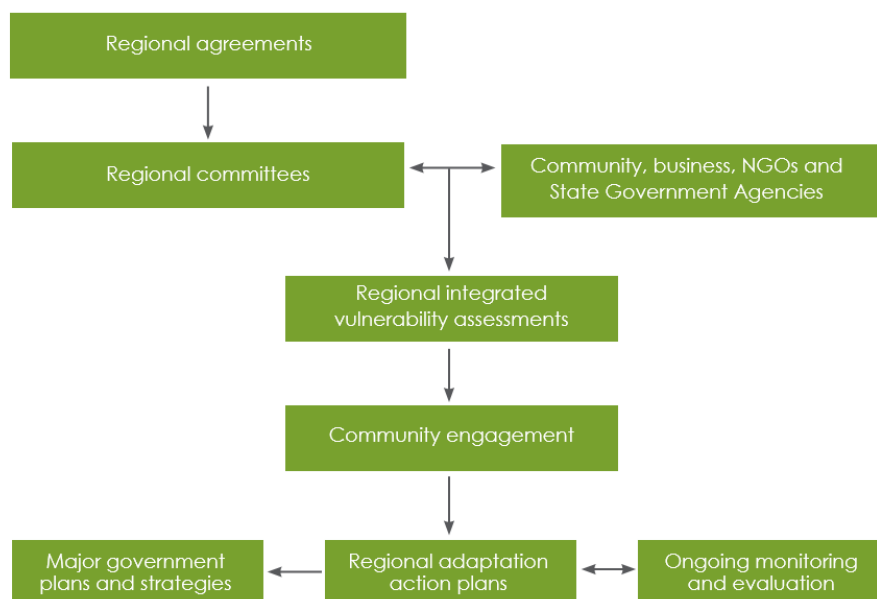 Regional agreements
Regional committees
Community, business, NGOs and
State Government Agencies
Regional integrated
vulnerability assessments
Community engagement
Major government
plans and strategies
Regional adaptation
action plans
Ongoing monitoring
and evaluation